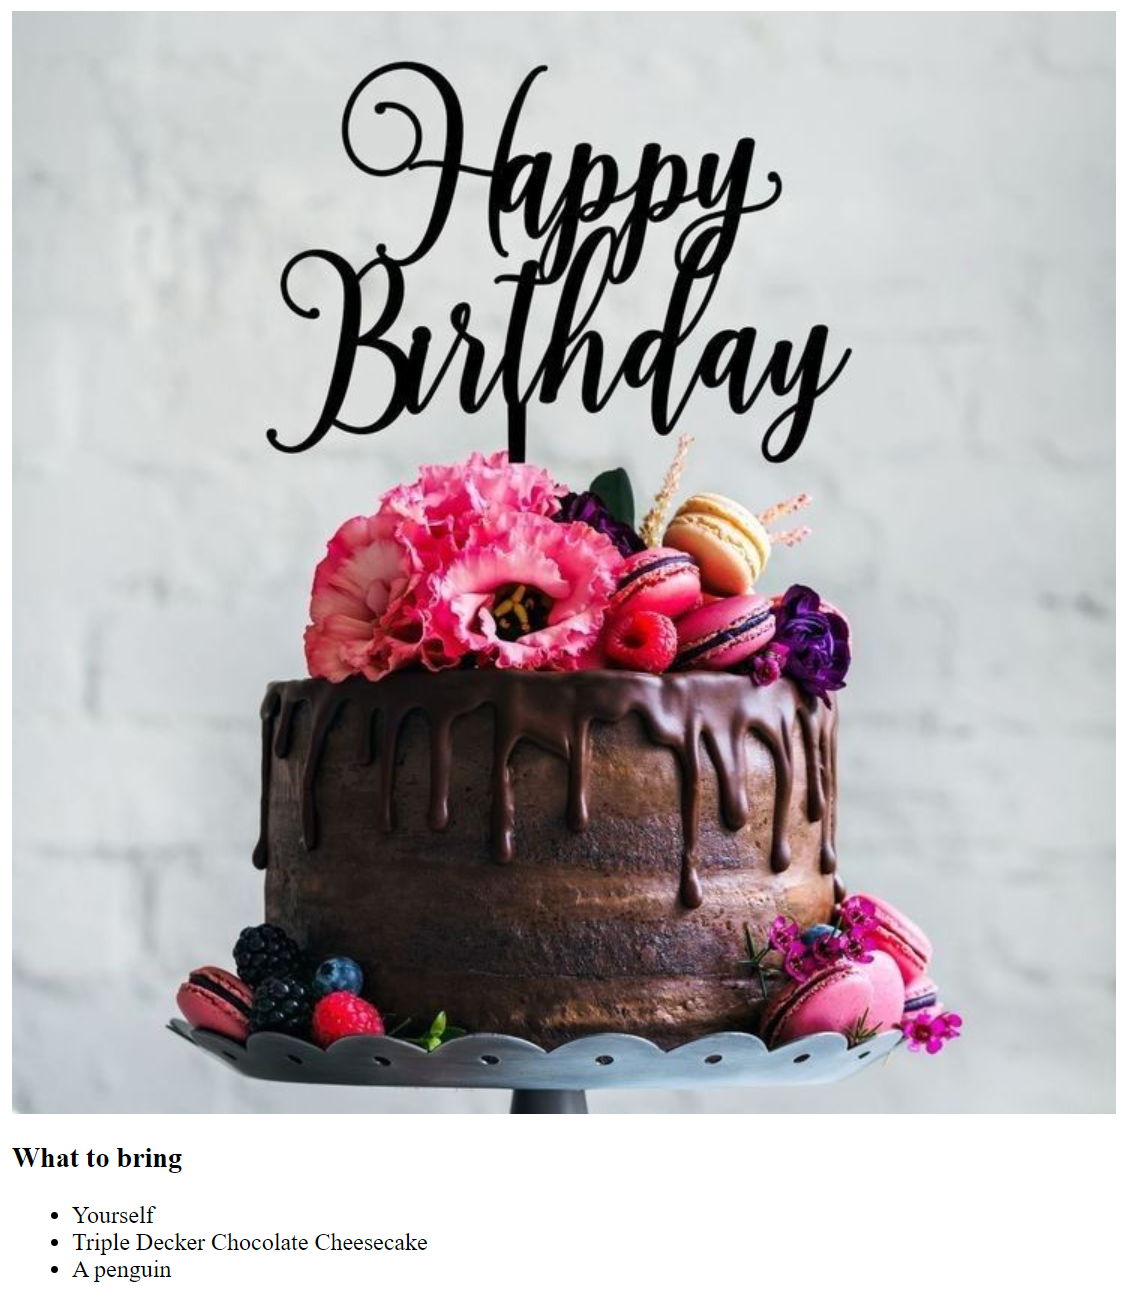 Happy
Birthday
What to bring
Yourself
Triple Decker Chocolate Cheesecake
A penguin